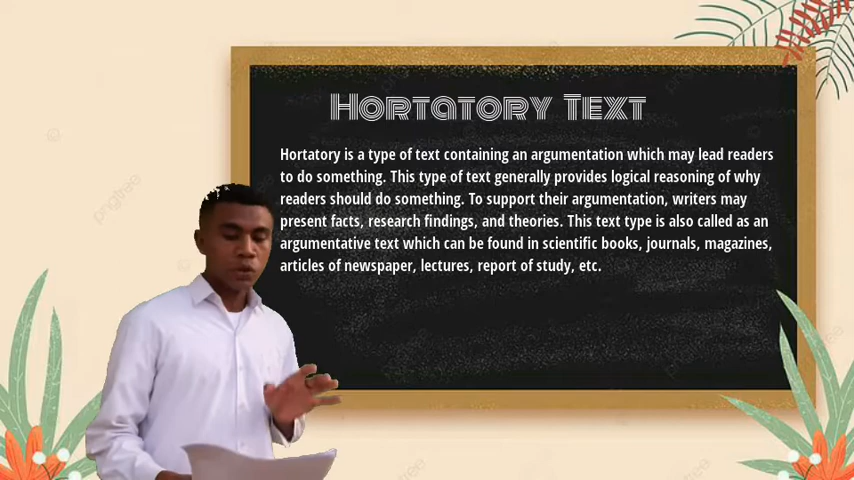 Hortatory Text
Hortatory is a type of text containing an argumentation which may lead readers
to do something. This type of text generally provides logical reasoning of why
readers should do something. To support their argumentation, writers may
present facts, research findings, and theories. This text type is also called as an
argumentative text which can be found in scientific books, journals, magazines,
articles of newspaper, lectures, report of study, etc.
pngtree